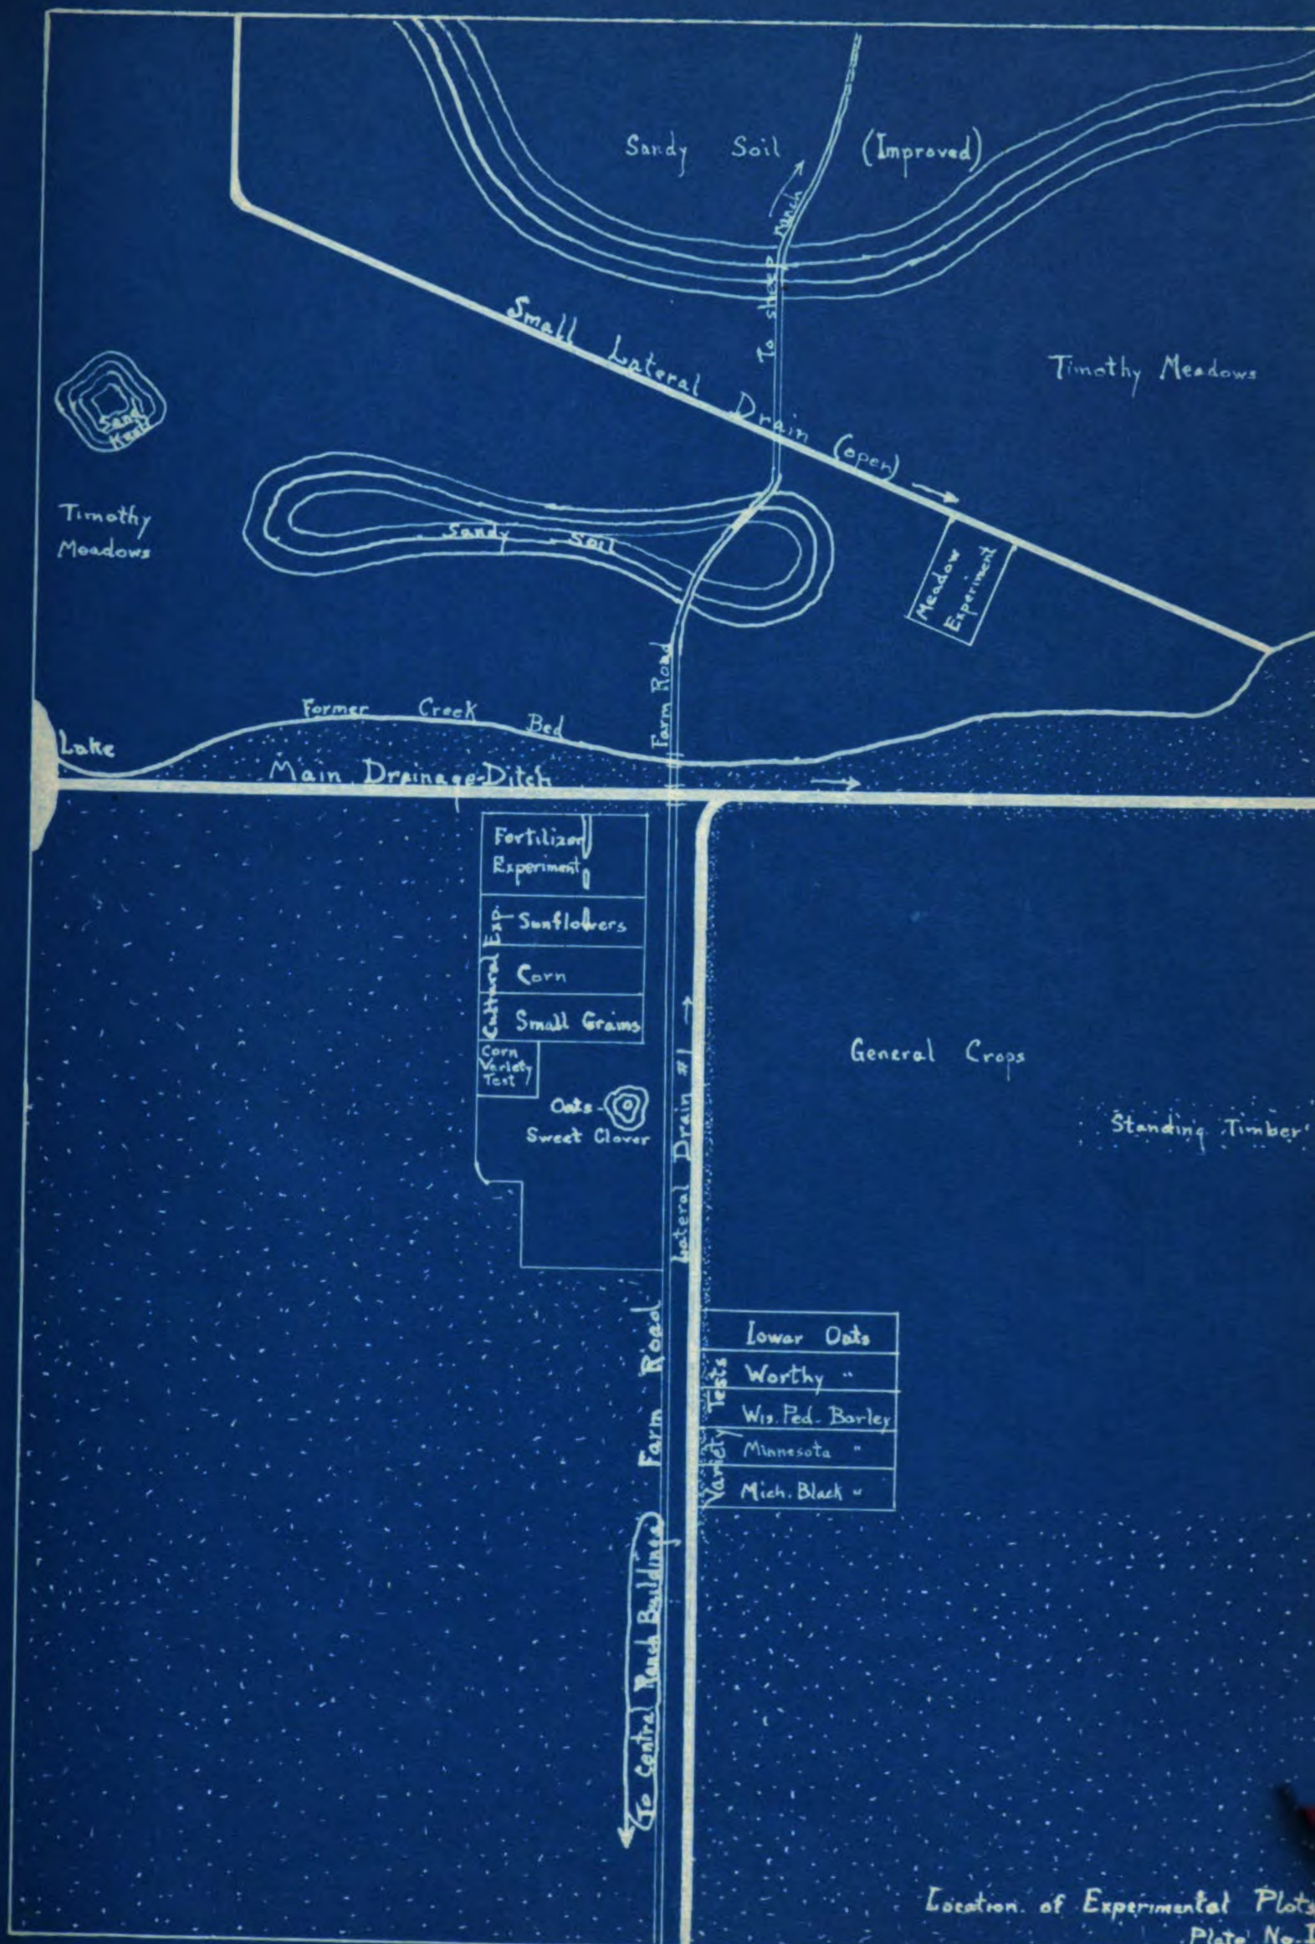 Sandy Soil (Improved)
To sheep ranch
Small Lateral Drain (open)
Timothy Meadows
Sand
Timothy
Meadows
Sandy Soil
Meadow
Experiment
Farm Road
Former Creek Bed
Lake
Main Drainage-Ditch
Fertilizer
Experiment
Cultural Exp.
Sunflowers
Corn
Small Grains
Corn
Variety
Test
Oats-
Sweet Clover
Lateral Drain #1
General Crops
Standing Timber
Farm Road
Variety Tests
Iowar Oats
Worthy "
Wis. Ped. Barley
Minnesota "
Mich. Black "
To Central Ranch Buildings
Location of Experimental Plots
Plate No. I